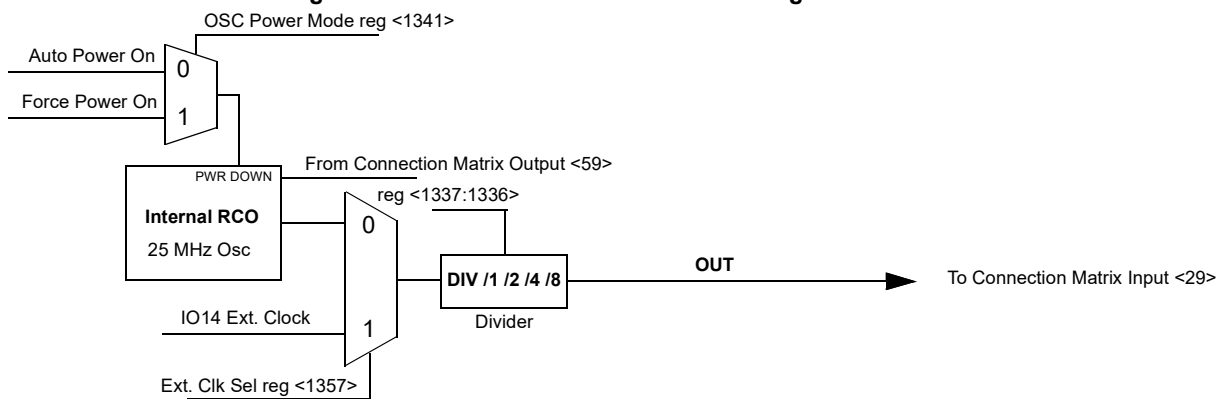 OSC Power Mode reg <1341>
Auto Power On
0
Force Power On
1
PWR DOWN
From Connection Matrix Output <59>
reg <1337:1336>
Internal RCO
0
25 MHz Osc
OUT
DIV /1 /2 /4 /8
To Connection Matrix Input <29>
IO14 Ext. Clock
1
Divider
Ext. Clk Sel reg <1357>